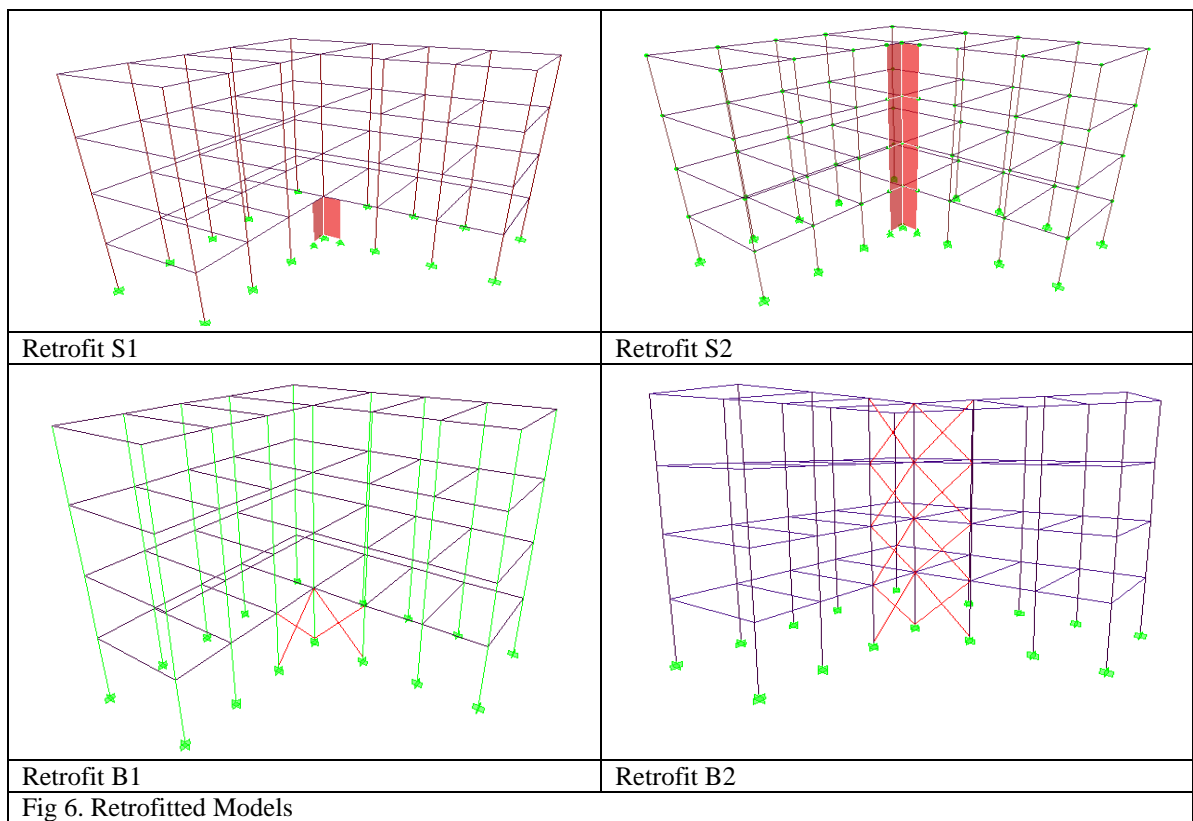 Retrofit S1
Retrofit S2
Retrofit B1
Retrofit B2
Fig 6. Retrofitted Models